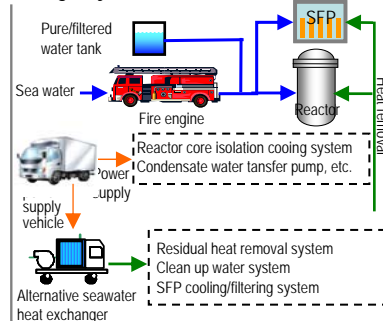 SFP
Pure/filtered
water tank
Sea water
Fire engine
Reactor
Heat removal
Reactor core isolation cooing system
Condensate water tansfer pump, etc.
Power
supply
supply
vehicle
Residual heat removal system
Clean up water system
SFP cooling/filtering system
Alternative seawater
heat exchanger